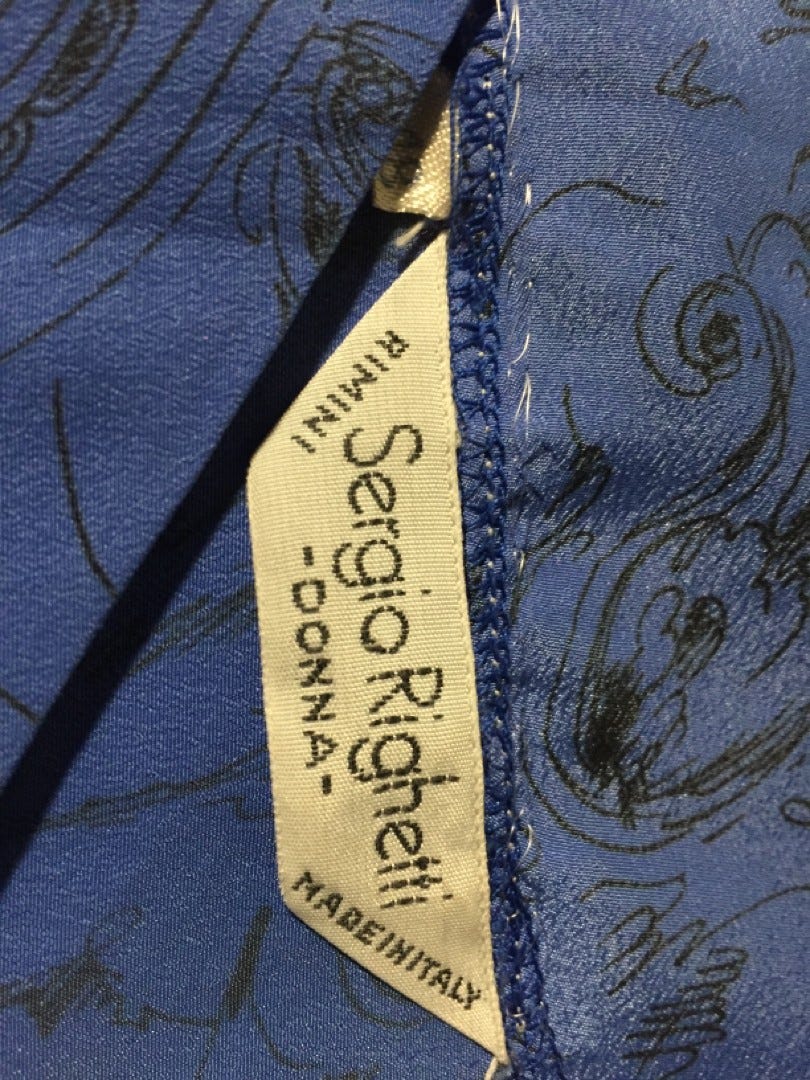 RIMINI
Sergio Righetti
-DONNA-
MADE IN ITALY